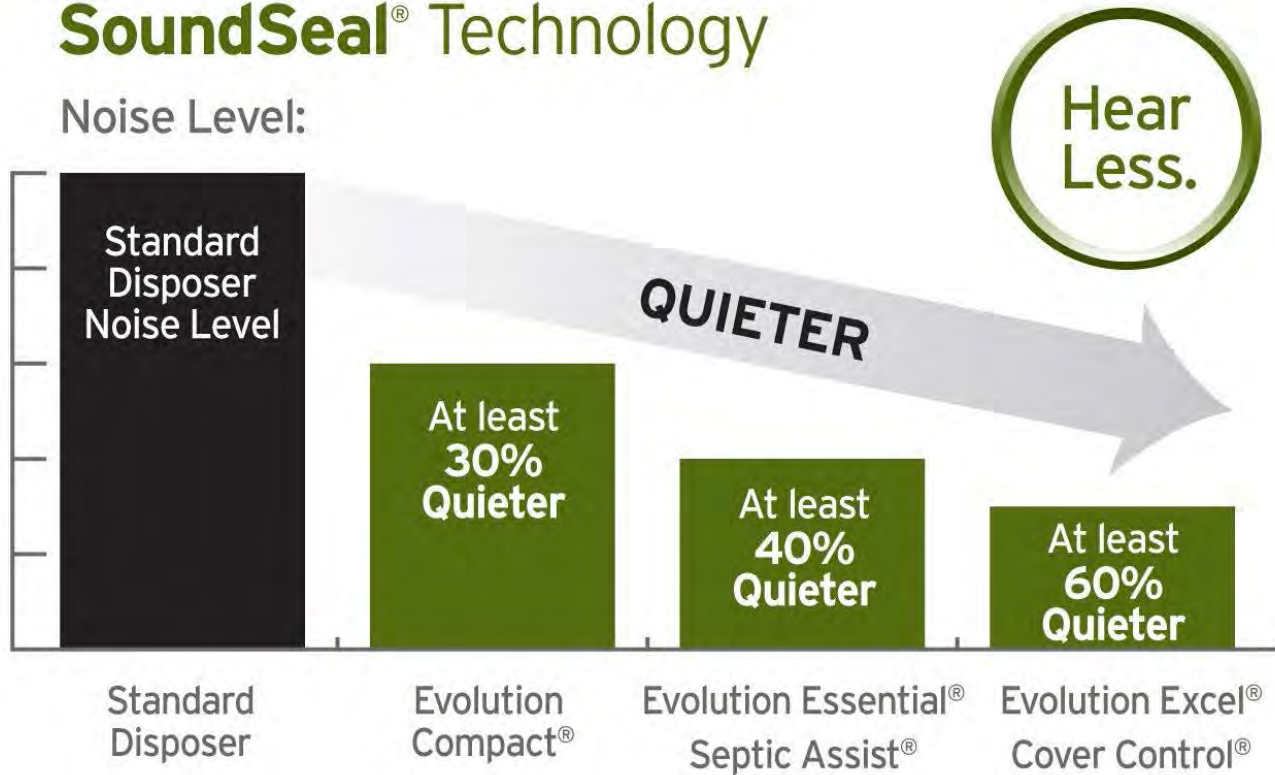 SoundSeal® Technology
Noise Level:
Hear
Less.
Standard
Disposer
Noise Level
QUIETER
At least
30%
Quieter
At least
40%
Quieter
At least
60%
Quieter
Standard
Disposer
Evolution
Compact®
Evolution Essential®
Septic Assist®
Evolution Excel®
Cover Control®